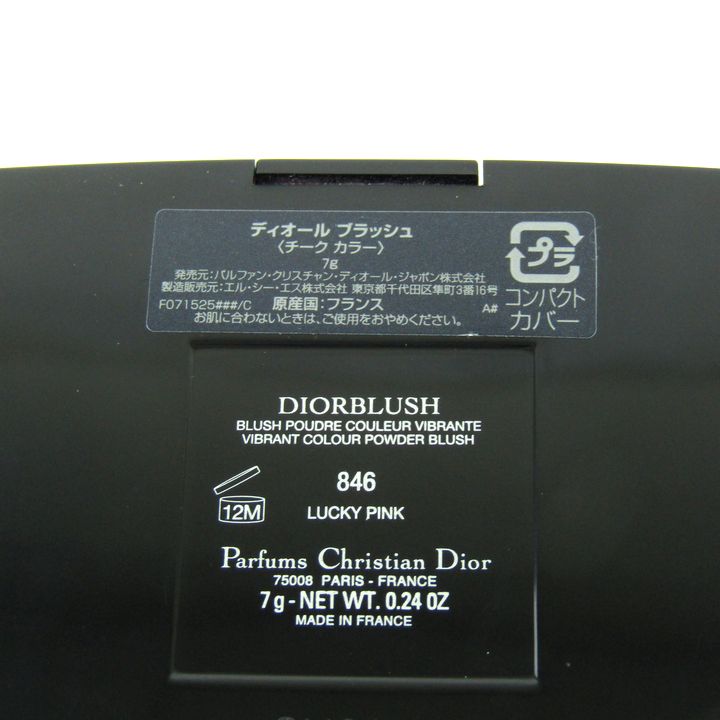 ディオール ブラッシュ
〈チーク カラー〉
7g
発売元:パルファン・クリスチャン・ディオール・ジャポン株式会社
製造販売元:エル・シー・エス株式会社 東京都千代田区隼町3番16号
F071525###/C 原産国:フランス A#
お肌に合わないときは、ご使用をおやめください。
プラ
コンパクト
カバー
DIORBLUSH
BLUSH POUDRE COULEUR VIBRANTE
VIBRANT COLOUR POWDER BLUSH
846
12M
LUCKY PINK
Parfums Christian Dior
75008 PARIS - FRANCE
7 g - NET WT. 0.24 OZ
MADE IN FRANCE